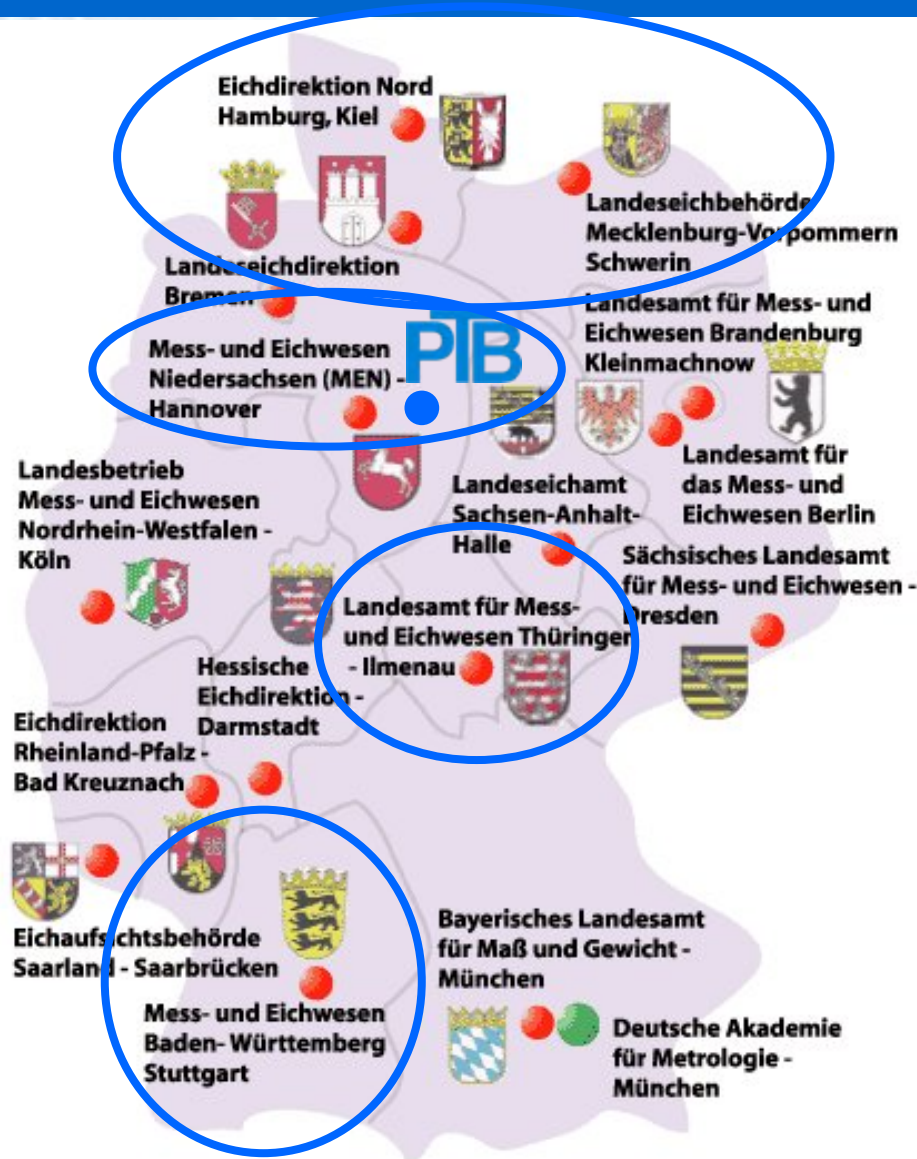 Eichdirektion Nord
Hamburg, Kiel
Landeseichbehörde
Mecklenburg-Vorpommern
Schwerin
Landeseichdirektion
Bremen
Landesamt für Mess- und
Eichwesen Brandenburg
Kleinmachnow
PTB
Mess- und Eichwesen
Niedersachsen (MEN) -
Hannover
Landesamt für
das Mess- und
Eichwesen Berlin
Landesbetrieb
Mess- und Eichwesen
Nordrhein-Westfalen -
Köln
Landeseichamt
Sachsen-Anhalt-
Halle
Sächsisches Landesamt
für Mess- und Eichwesen -
Dresden
Landesamt für Mess-
und Eichwesen Thüringen
- Ilmenau
Hessische
Eichdirektion -
Darmstadt
Eichdirektion
Rheinland-Pfalz -
Bad Kreuznach
Eichaufsichtsbehörde
Saarland - Saarbrücken
Bayerisches Landesamt
für Maß und Gewicht -
München
Mess- und Eichwesen
Baden- Württemberg
Stuttgart
Deutsche Akademie
für Metrologie -
München